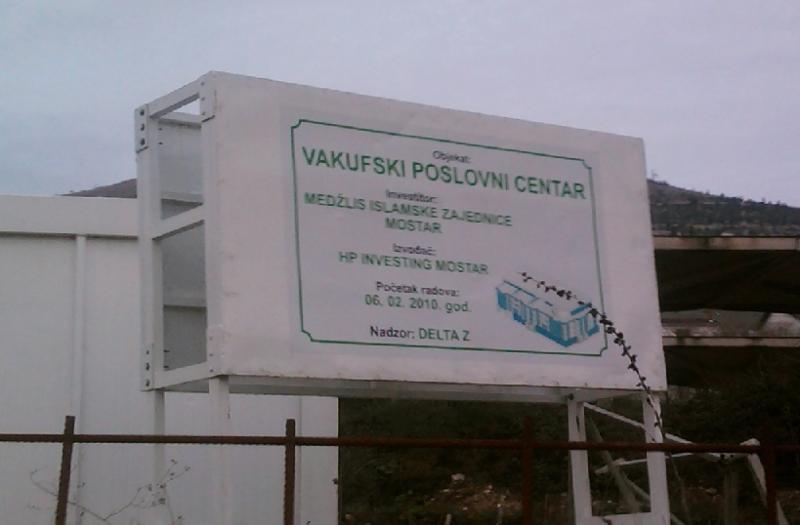 Objekat:
VAKUFSKI POSLOVNI CENTAR
Investitor:
MEDŽLIS ISLAMSKE ZAJEDNICE
MOSTAR
Izvođač:
HP INVESTING MOSTAR
Početak radova:
06. 02. 2010. god.
Nadzor: DELTA Z